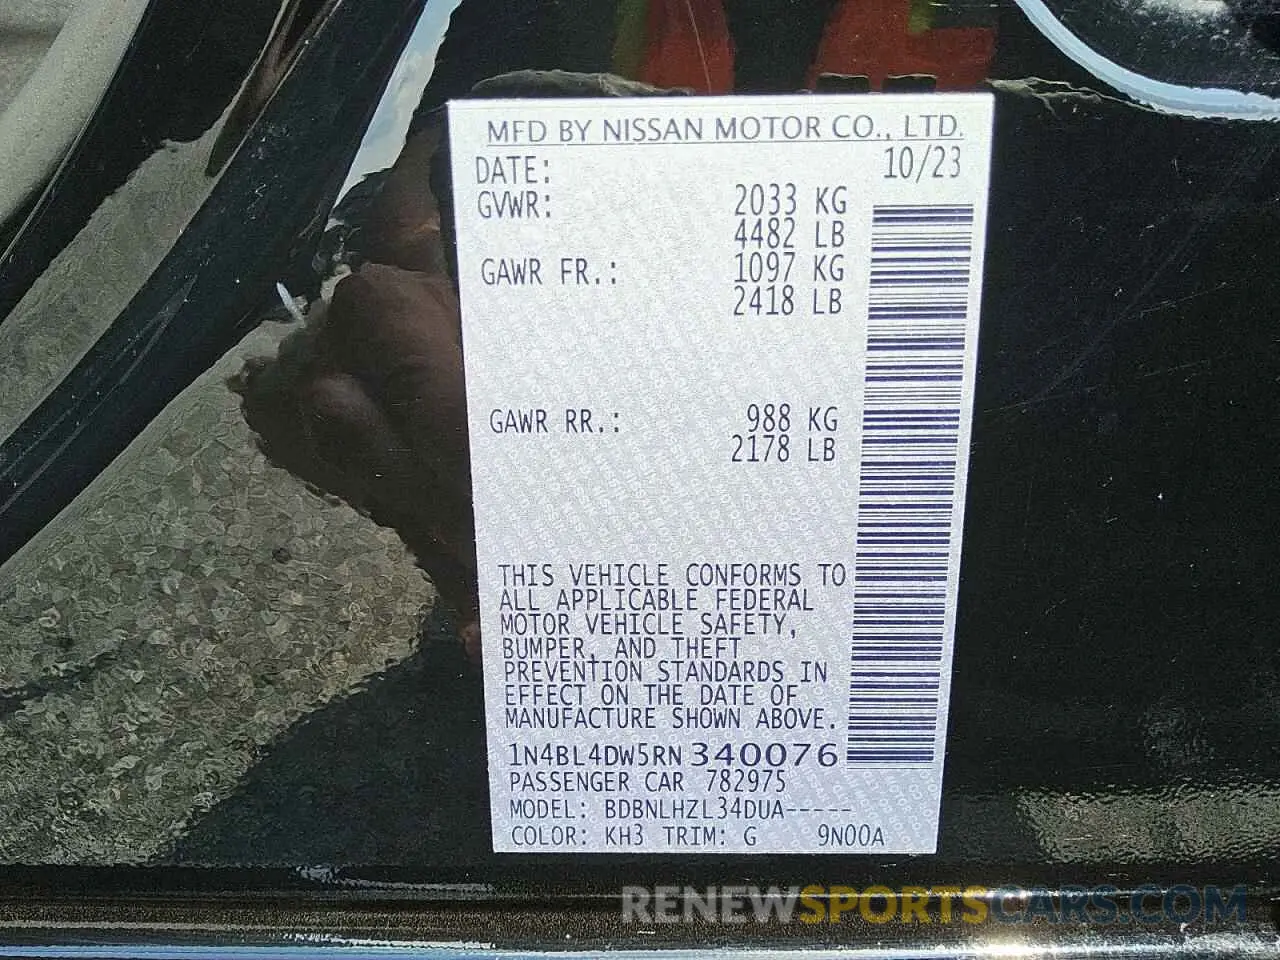 MFD BY NISSAN MOTOR CO., LTD.
DATE: 10/23
GVWR: 2033 KG
4482 LB
GAWR FR.: 1097 KG
2418 LB
GAWR RR.: 988 KG
2178 LB
THIS VEHICLE CONFORMS TO
ALL APPLICABLE FEDERAL
MOTOR VEHICLE SAFETY,
BUMPER, AND THEFT
PREVENTION STANDARDS IN
EFFECT ON THE DATE OF
MANUFACTURE SHOWN ABOVE.
1N4BL4DW5RN340076
PASSENGER CAR 782975
MODEL: BDBNLHZL34DUA-----
COLOR: KH3 TRIM: G 9N00A
RENEWSPORTSCARS.COM